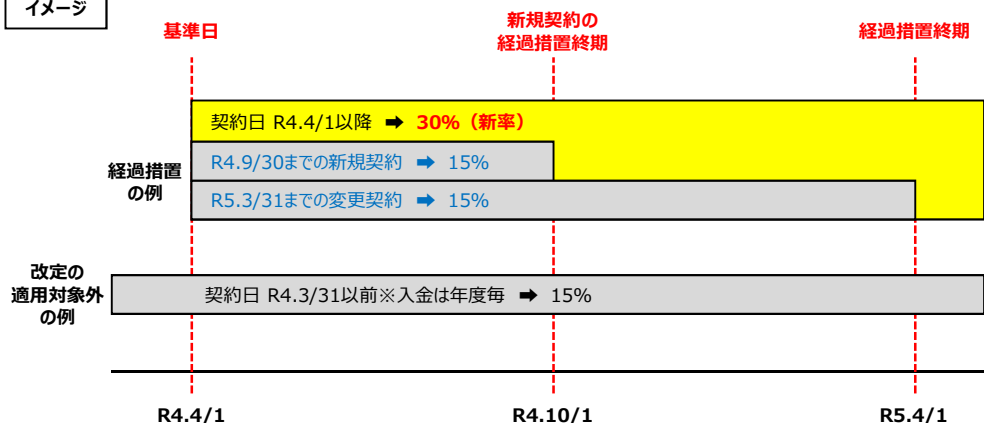 イメージ
基準日
新規契約の
経過措置終期
経過措置終期
契約日 R4.4/1以降 ➡ 30%（新率）
経過措置
の例
R4.9/30までの新規契約 ➡ 15%
R5.3/31までの変更契約 ➡ 15%
改定の
適用対象外
の例
契約日 R4.3/31以前※入金は年度毎 ➡ 15%
R4.4/1
R4.10/1
R5.4/1